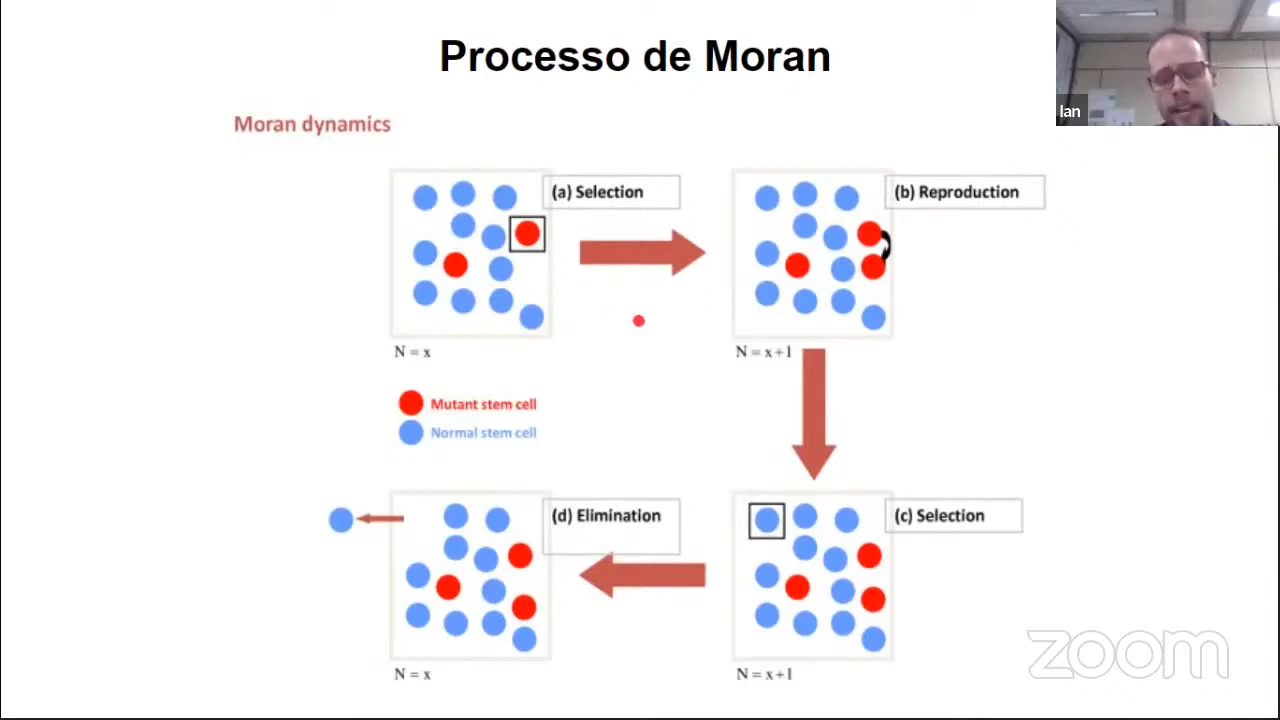 Processo de Moran
Ian
Moran dynamics
(a) Selection
(b) Reproduction
N = x
N = x+1
Mutant stem cell
Normal stem cell
(d) Elimination
(c) Selection
N = x
N = x+1
zoom